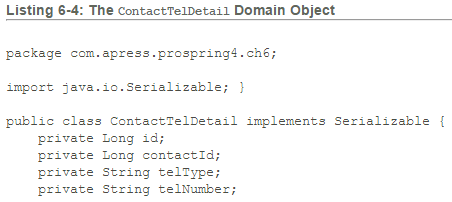 Listing 6-4: The ContactTelDetail Domain Object
package com.apress.prospring4.ch6;
import java.io.Serializable; }
public class ContactTelDetail implements Serializable {
private Long id;
private Long contactId;
private String telType;
private String telNumber;